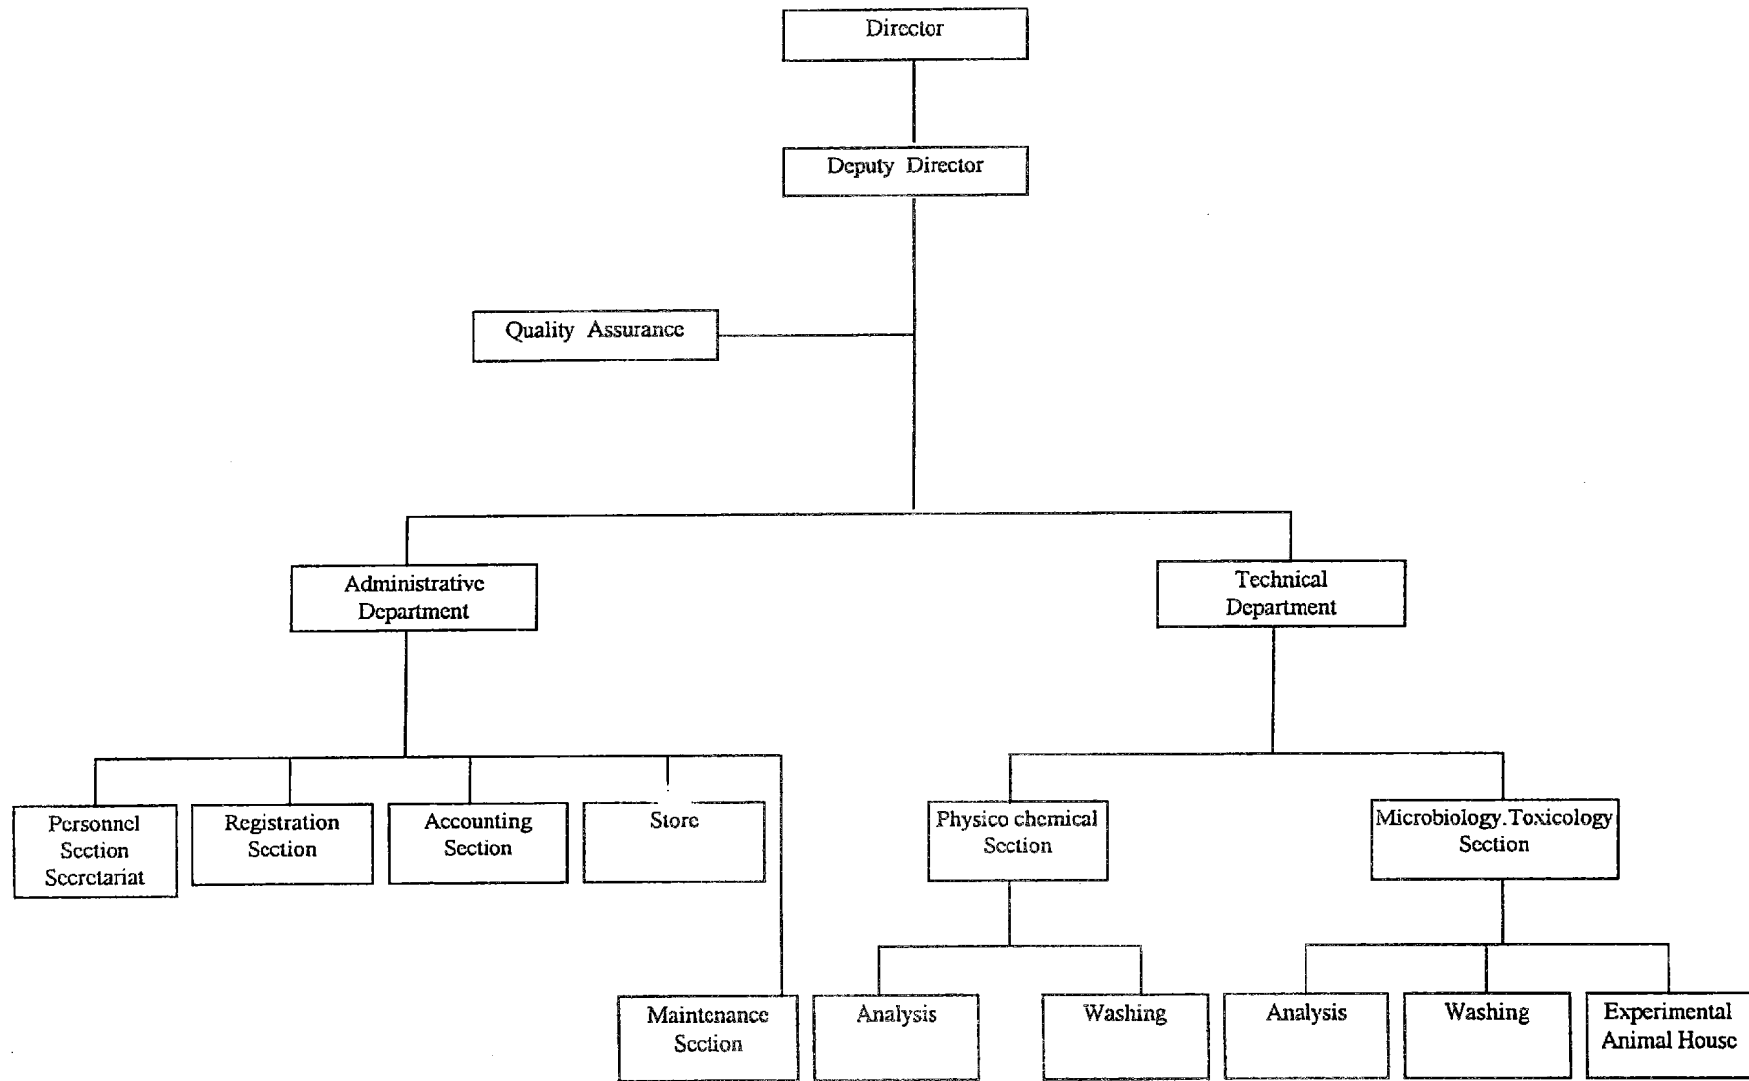 Director
Deputy Director
Quality Assurance
Administrative
Department
Technical
Department
Personnel
Section
Secretariat
Registration
Section
Accounting
Section
Store
Physico chemical
Section
Microbiology.Toxicology
Section
Maintenance
Section
Analysis
Washing
Analysis
Washing
Experimental
Animal House